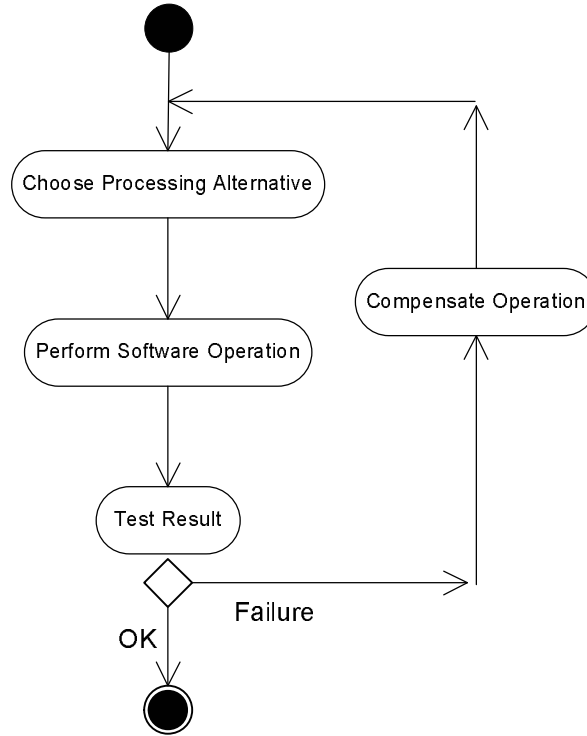 Choose Processing Alternative
Compensate Operation
Perform Software Operation
Test Result
Failure
OK